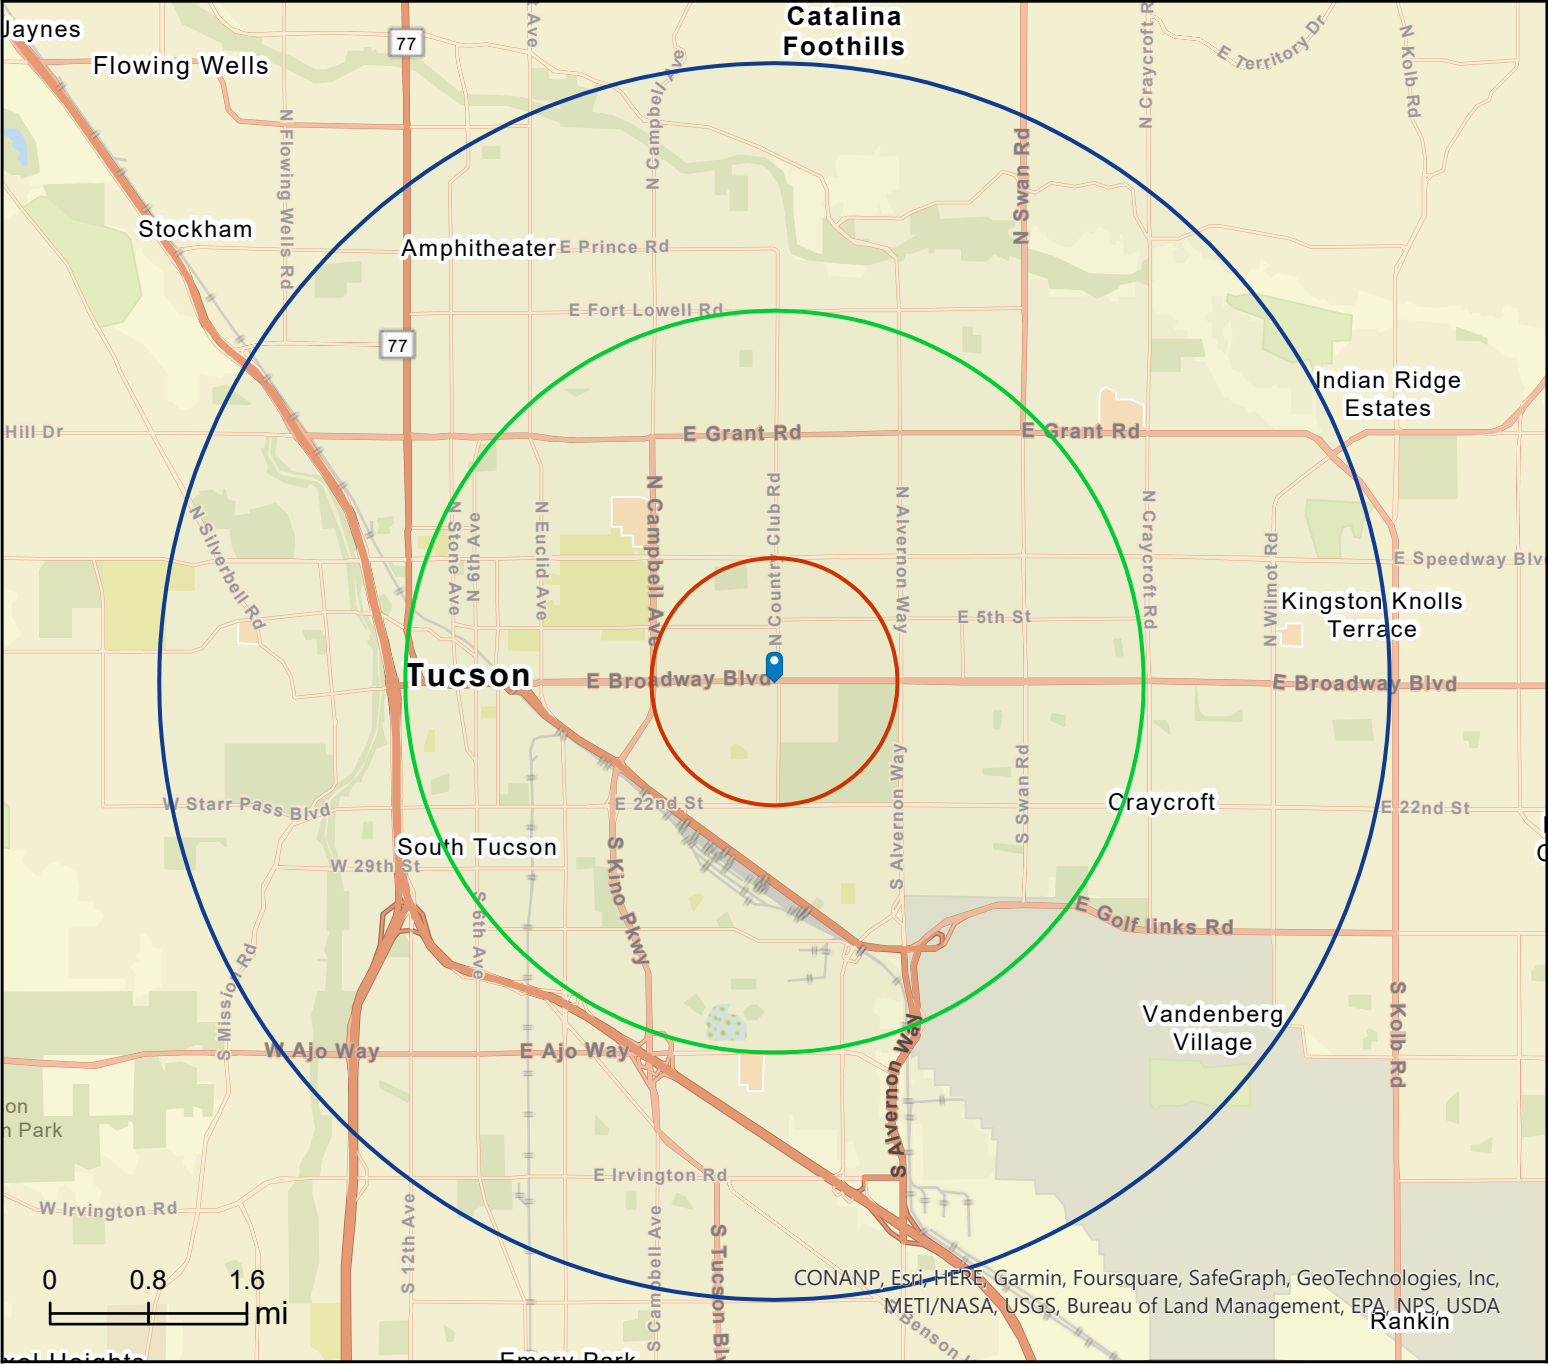 Catalina
Foothills
Jaynes
77
Flowing Wells
N Campbell Ave
E Territory Dr
N Kolb Rd
N Craycroft R
N Flowing Wells Rd
N Swan Rd
Stockham
Amphitheater
E Prince Rd
E Fort Lowell Rd
77
Indian Ridge
Estates
Hill Dr
E Grant Rd
E Grant Rd
N Silverbell Rd
N Stone Ave
N 6th Ave
N Euclid Ave
N Campbell Ave
N Country Club Rd
N Alvernon Way
N Craycroft Rd
N Wilmot Rd
E Speedway Blv
Kingston Knolls
Terrace
E 5th St
Tucson
E Broadway Blvd
E Broadway Blvd
W Starr Pass Blvd
E 22nd St
Craycroft
E 22nd St
South Tucson
W 29th St
S Kino Pkwy
S Alvernon Way
S Swan Rd
S 6th Ave
E Golf links Rd
S Mission Rd
Vandenberg
Village
S Kolb Rd
W Ajo Way
E Ajo Way
S Alvernon Way
on
n Park
E Irvington Rd
W Irvington Rd
S 12th Ave
S Campbell Ave
S Tucson Blv
0 0.8 1.6
mi
CONANP, Esri, HERE, Garmin, Foursquare, SafeGraph, GeoTechnologies, Inc,
METI/NASA, USGS, Bureau of Land Management, EPA, NPS, USDA
Benson
Rankin
Emery Park